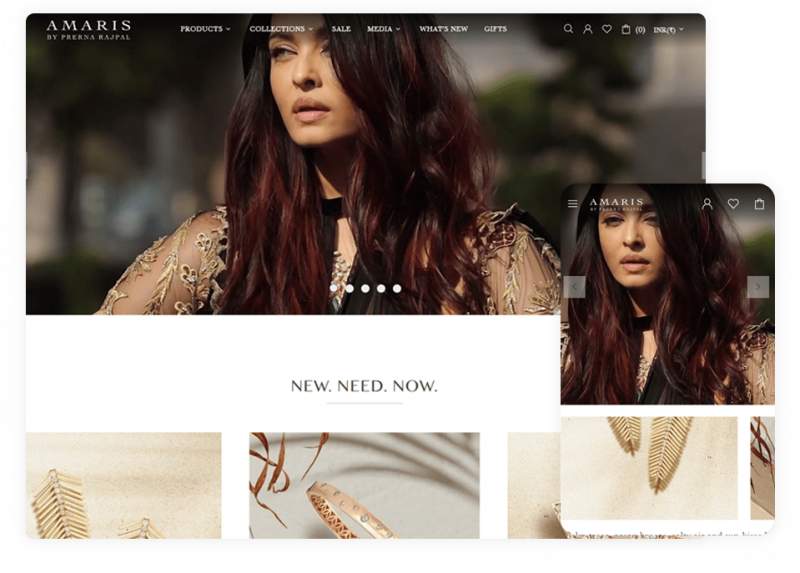 AMARIS
BY PRERNA RAJPAL
PRODUCTS COLLECTIONS SALE MEDIA WHAT'S NEW GIFTS
(0) INR(₹)
NEW. NEED. NOW.
AMARIS
BY PRERNA RAJPAL